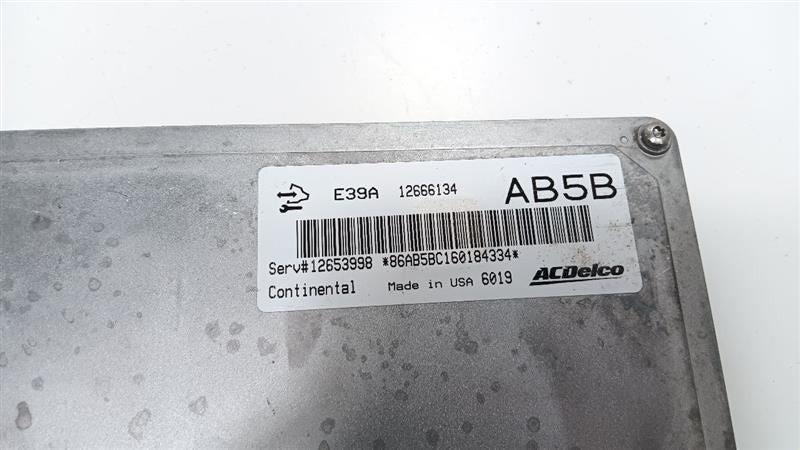 E39A 12666134 AB5B
Serv#12653998 *86AB5BC160184334*
Continental Made in USA 6019 ACDelco